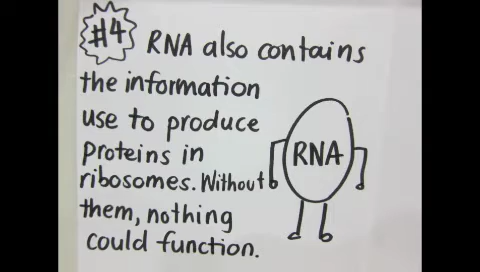 #4 RNA also contains
the information
use to produce
proteins in
ribosomes. Without
them, nothing
could function.
RNA